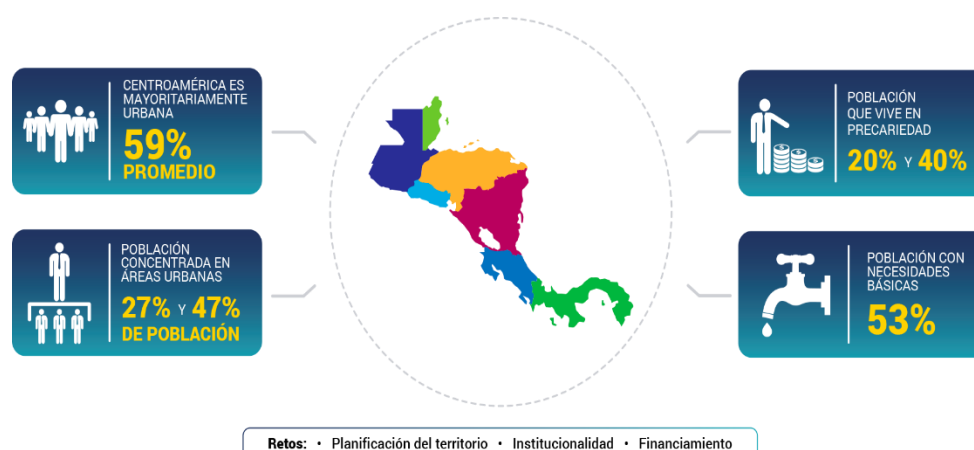 CENTROAMÉRICA ES
MAYORITARIAMENTE
URBANA
59%
PROMEDIO
POBLACIÓN
CONCENTRADA EN
ÁREAS URBANAS
27% Y 47%
DE POBLACIÓN
POBLACIÓN
QUE VIVE EN
PRECARIEDAD
20% Y 40%
POBLACIÓN CON
NECESIDADES
BÁSICAS
53%
Retos: • Planificación del territorio • Institucionalidad • Financiamiento